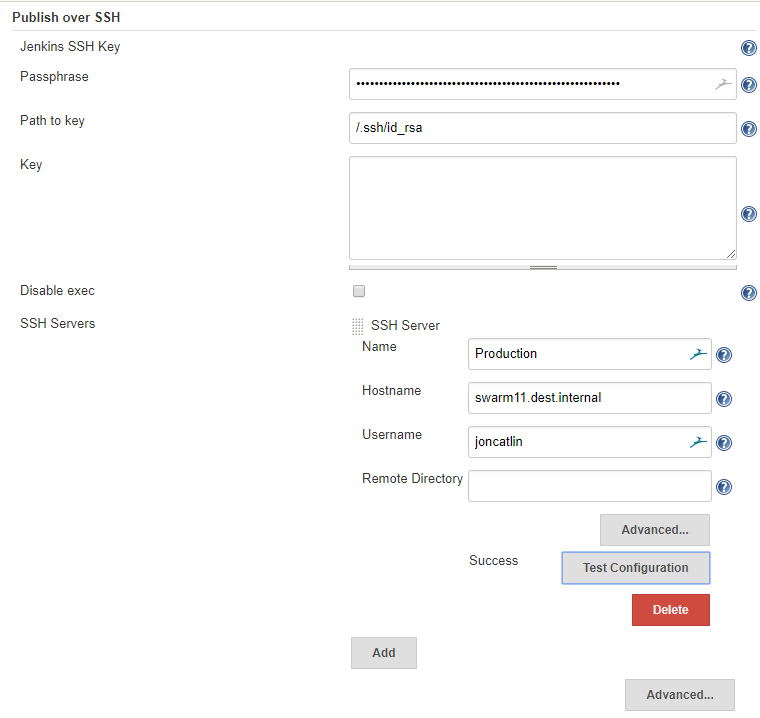 Publish over SSH
Jenkins SSH Key
Passphrase
••••••••••••••••••••••••••••••••••••••••••••••••••••••••••
Path to key
/.ssh/id_rsa
Key
Disable exec
SSH Servers
SSH Server
Name
Production
Hostname
swarm11.dest.internal
Username
joncatlin
Remote Directory
Advanced...
Success
Test Configuration
Delete
Add
Advanced...